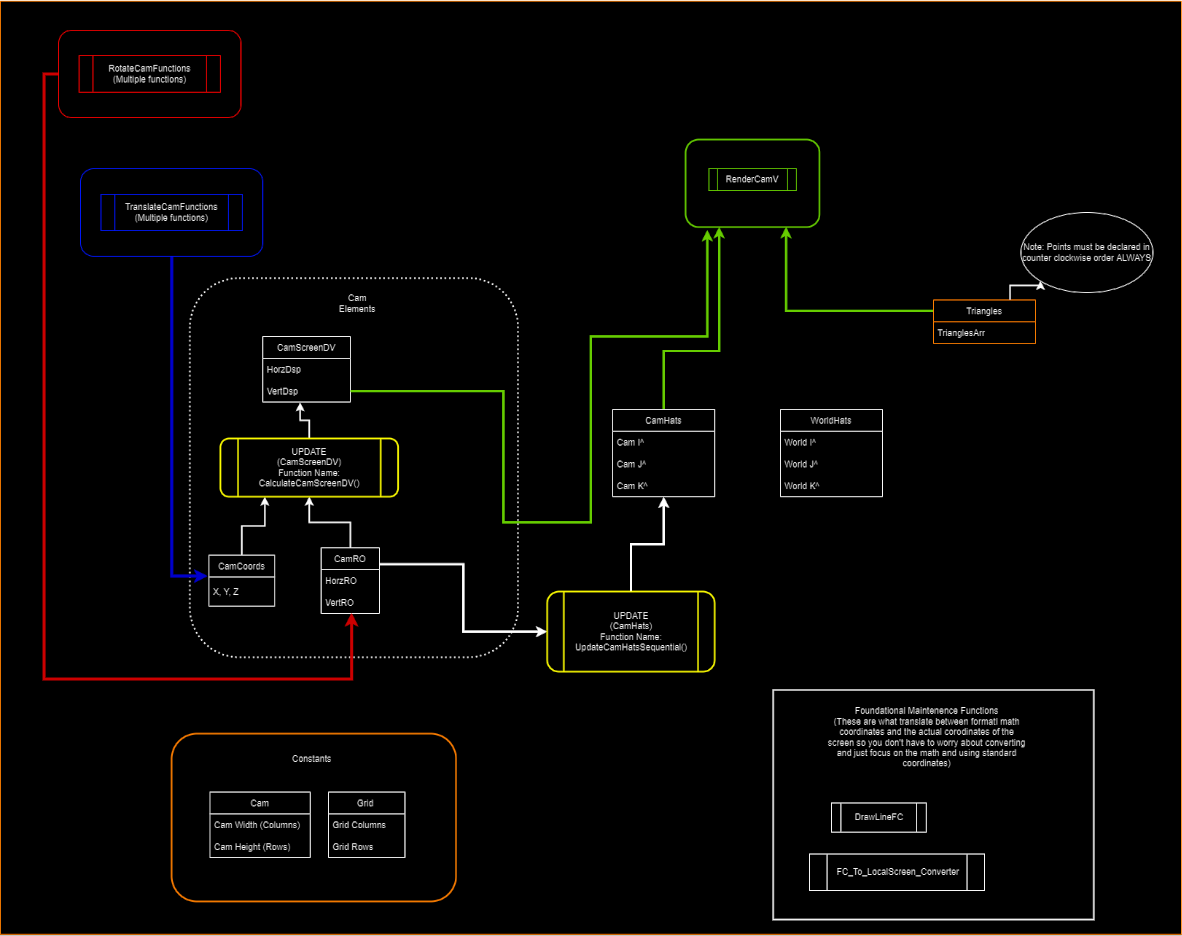 RotateCamFunctions
(Multiple functions)
TranslateCamFunctions
(Multiple functions)
RenderCamV
Note: Points must be declared in
counter clockwise order ALWAYS
Triangles
TrianglesArr
Cam
Elements
CamScreenDV
HorzDsp
VertDsp
UPDATE
(CamScreenDV)
Function Name:
CalculateCamScreenDV()
CamCoords
X, Y, Z
CamRO
HorzRO
VertRO
CamHats
Cam I^
Cam J^
Cam K^
WorldHats
World I^
World J^
World K^
UPDATE
(CamHats)
Function Name:
UpdateCamHatsSequential()
Constants
Cam
Cam Width (Columns)
Cam Height (Rows)
Grid
Grid Columns
Grid Rows
Foundational Maintenence Functions
(These are what translate between formatl math
coordinates and the actual corodinates of the
screen so you don't have to worry about converting
and just focus on the math and using standard
coordinates)
DrawLineFC
FC_To_LocalScreen_Converter